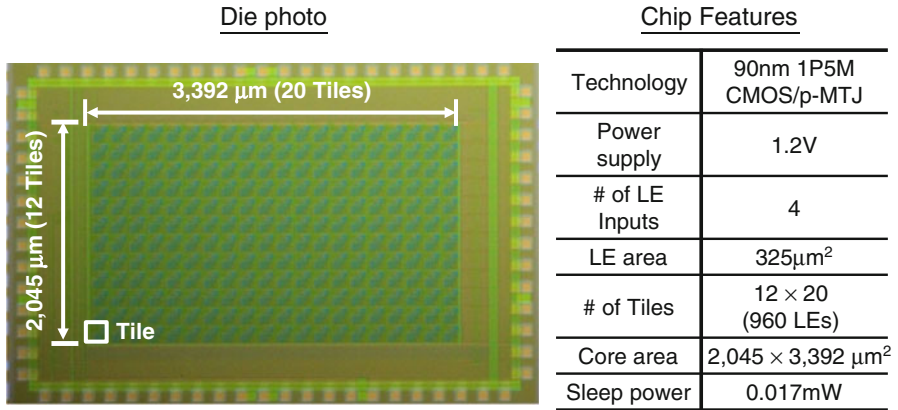 Die photo
3,392 μm (20 Tiles)
2,045 μm (12 Tiles)
Tile
Chip Features
Technology
90nm 1P5M
CMOS/p-MTJ
Power
supply
1.2V
# of LE
Inputs
4
LE area
325μm²
# of Tiles
12 × 20
(960 LEs)
Core area
2,045 × 3,392 μm²
Sleep power
0.017mW